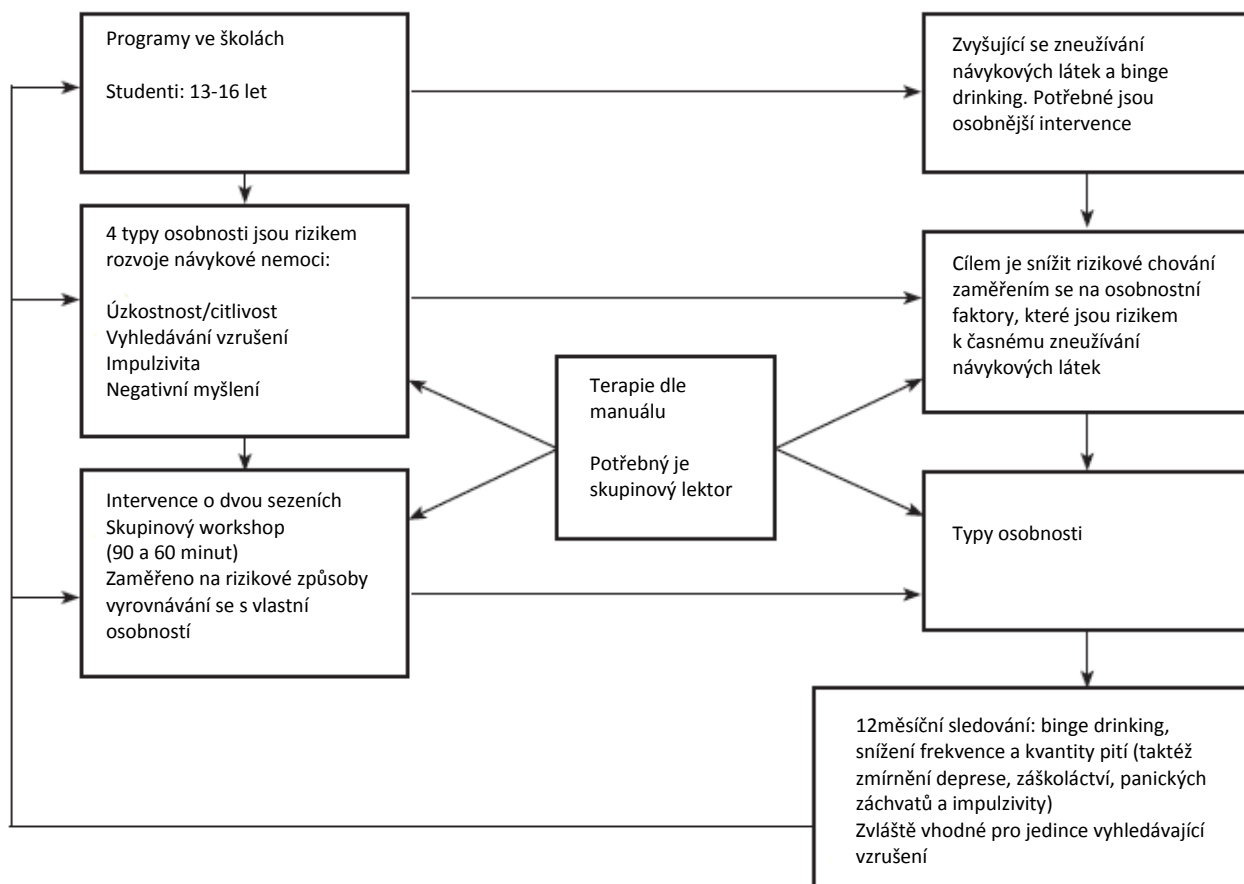 Programy ve školách
Studenti: 13-16 let
Zvyšující se zneužívání
návykových látek a binge
drinking. Potřebné jsou
osobnější intervence
4 typy osobnosti jsou rizikem
rozvoje návykové nemoci:
Úzkostnost/citlivost
Vyhledávání vzrušení
Impulzivita
Negativní myšlení
Cílem je snížit rizikové chování
zaměřením se na osobnostní
faktory, které jsou rizikem
k časnému zneužívání
návykových látek
Terapie dle
manuálu
Potřebný je
skupinový lektor
Intervence o dvou sezeních
Skupinový workshop
(90 a 60 minut)
Zaměřeno na rizikové způsoby
vyrovnávání se s vlastní
osobností
Typy osobnosti
12měsíční sledování: binge drinking,
snížení frekvence a kvantity pití (taktéž
zmírnění deprese, záškoláctví, panických
záchvatů a impulzivity)
Zvláště vhodné pro jedince vyhledávající
vzrušení